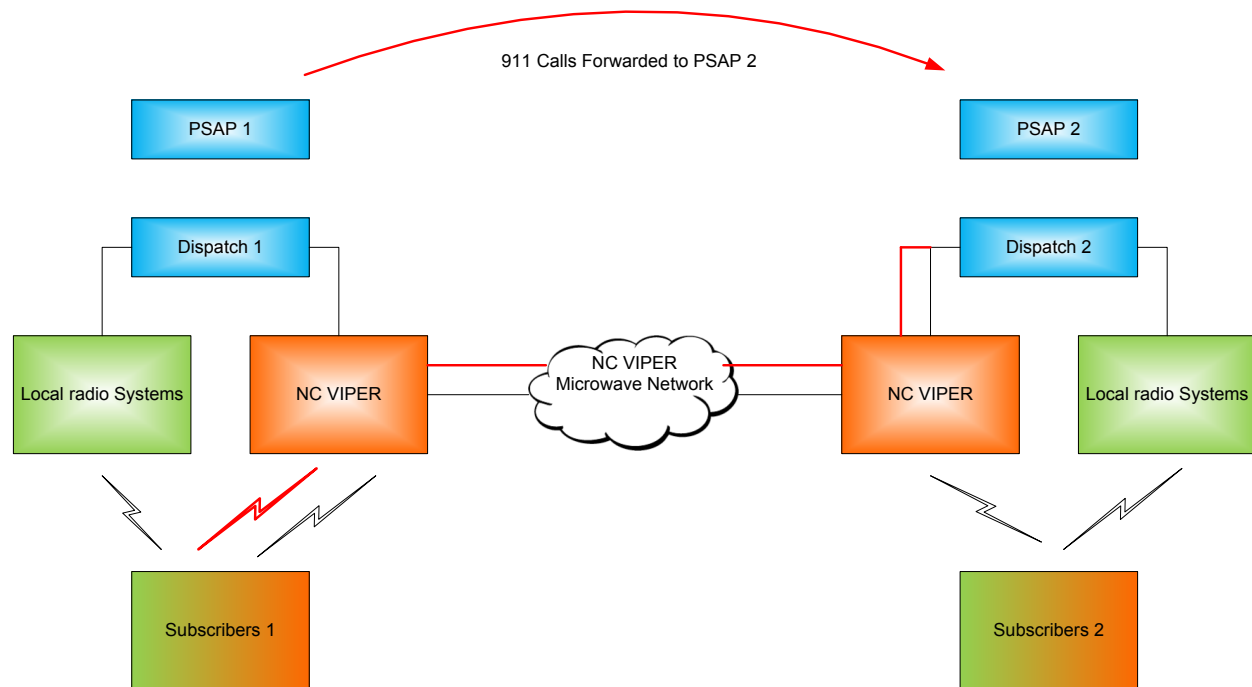 911 Calls Forwarded to PSAP 2
PSAP 1
PSAP 2
Dispatch 1
Dispatch 2
Local radio Systems
NC VIPER
NC VIPER
Microwave Network
NC VIPER
Local radio Systems
Subscribers 1
Subscribers 2